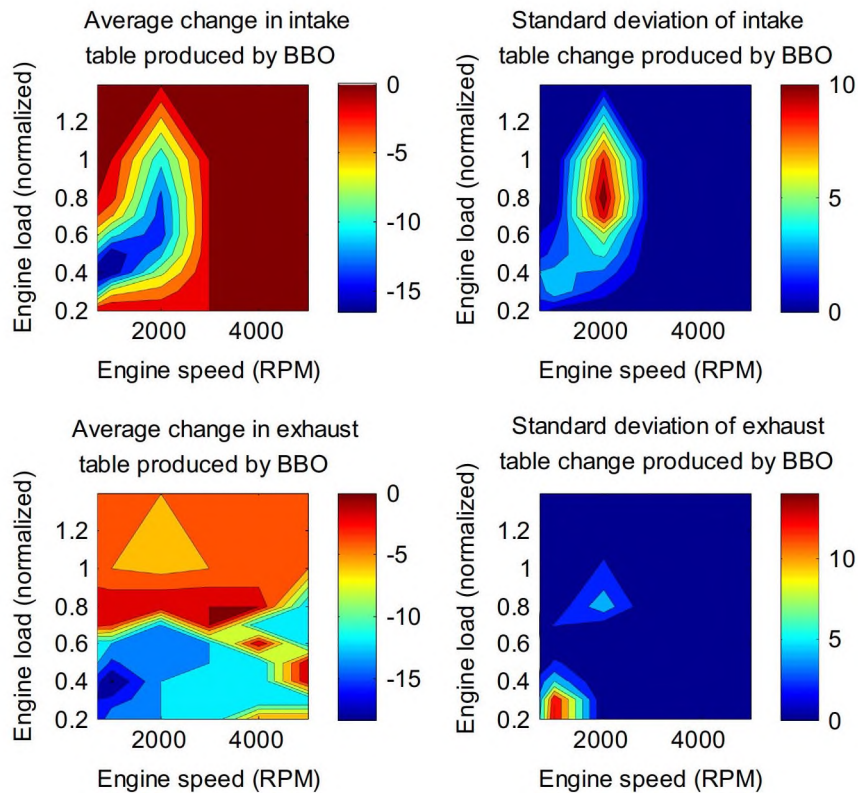 Average change in intake
table produced by BBO
Engine load (normalized)
1.2
1
0.8
0.6
0.4
0.2
2000 4000
Engine speed (RPM)
0
-5
-10
-15
Standard deviation of intake
table change produced by BBO
Engine load (normalized)
1.2
1
0.8
0.6
0.4
0.2
2000 4000
Engine speed (RPM)
10
5
0
Average change in exhaust
table produced by BBO
Engine load (normalized)
1.2
1
0.8
0.6
0.4
0.2
2000 4000
Engine speed (RPM)
0
-5
-10
-15
Standard deviation of exhaust
table change produced by BBO
Engine load (normalized)
1.2
1
0.8
0.6
0.4
0.2
2000 4000
Engine speed (RPM)
10
5
0